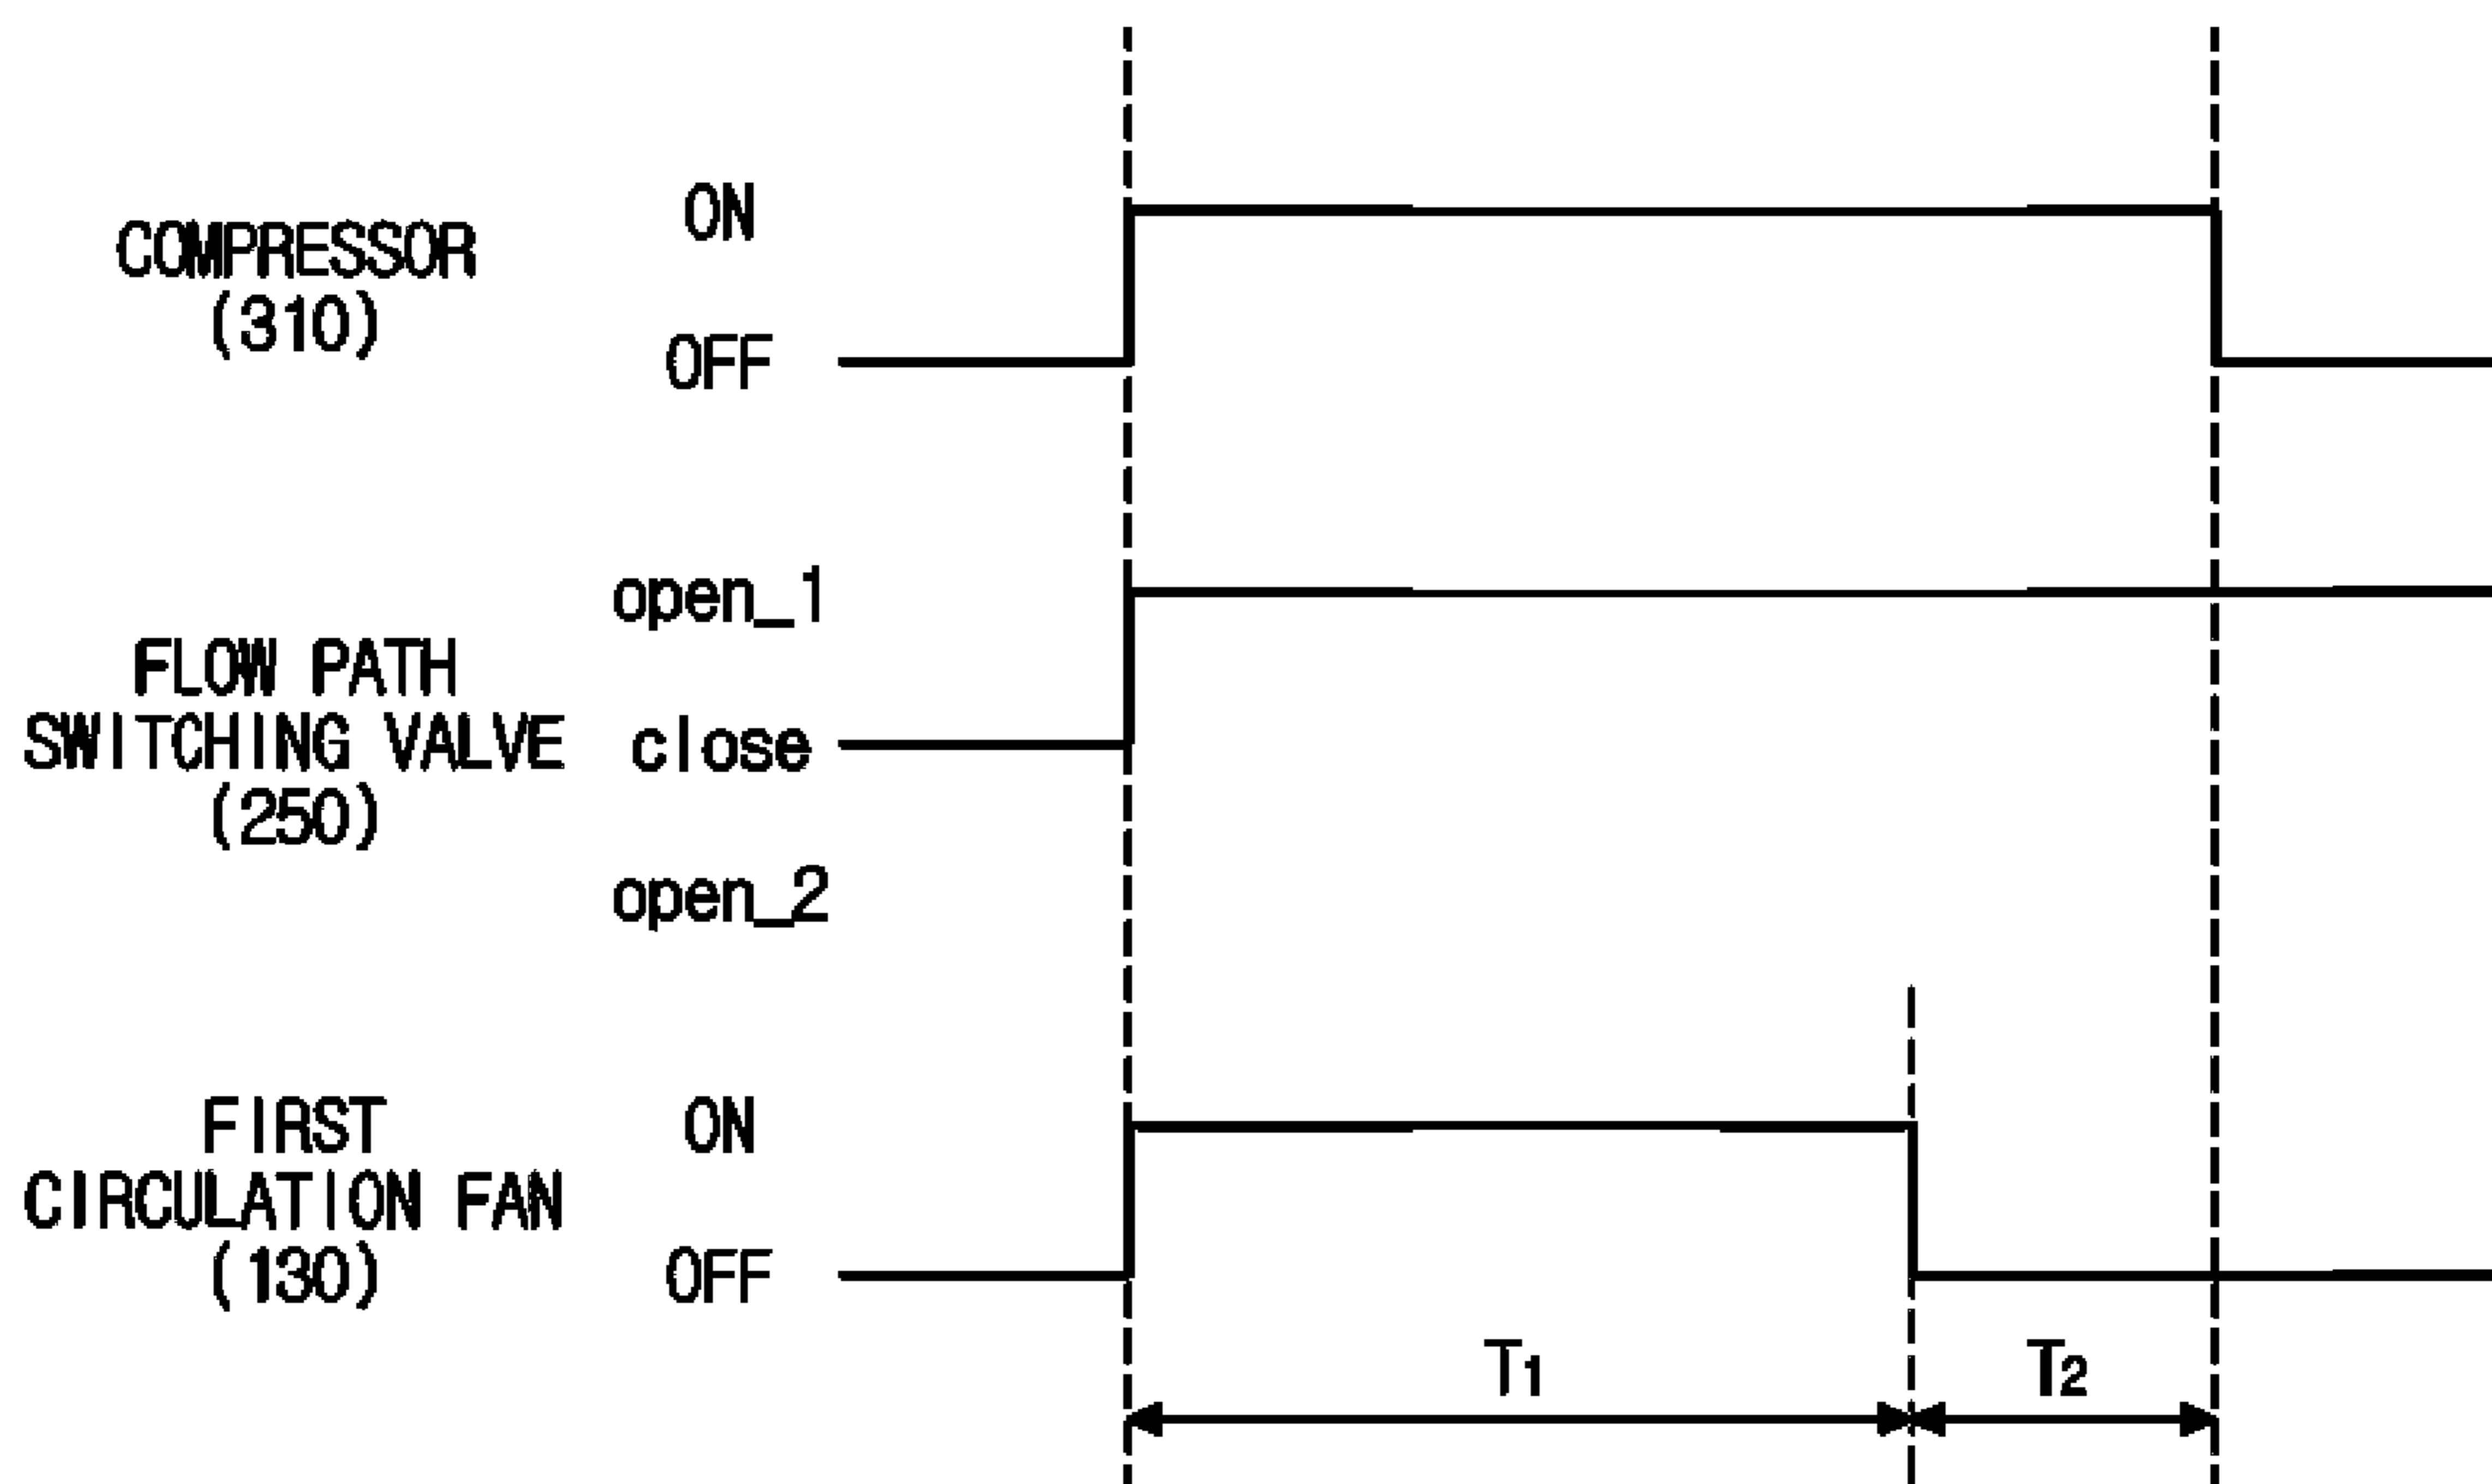 COMPRESSOR
(310)
ON
OFF
FLOW PATH
SWITCHING VALVE
(250)
open_1
close
open_2
FIRST
CIRCULATION FAN
(130)
ON
OFF
T1
T2